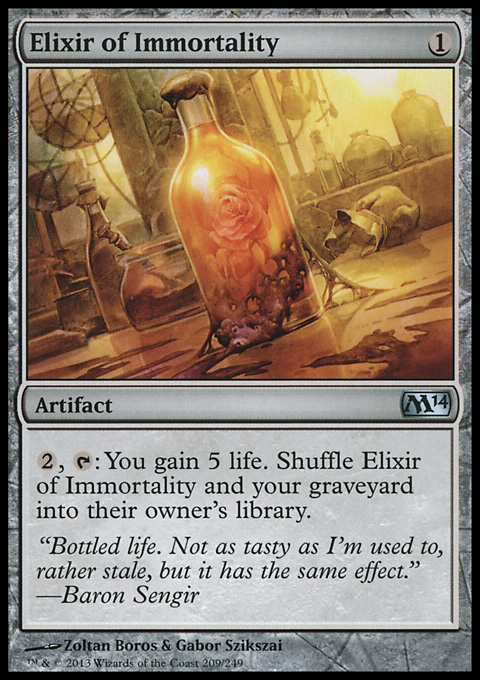 Elixir of Immortality 1
Artifact M14
2, : You gain 5 life. Shuffle Elixir
of Immortality and your graveyard
into their owner's library.
"Bottled life. Not as tasty as I'm used to,
rather stale, but it has the same effect."
—Baron Sengir
Zoltan Boros & Gabor Szikszai
™ & © 2013 Wizards of the Coast 209/249